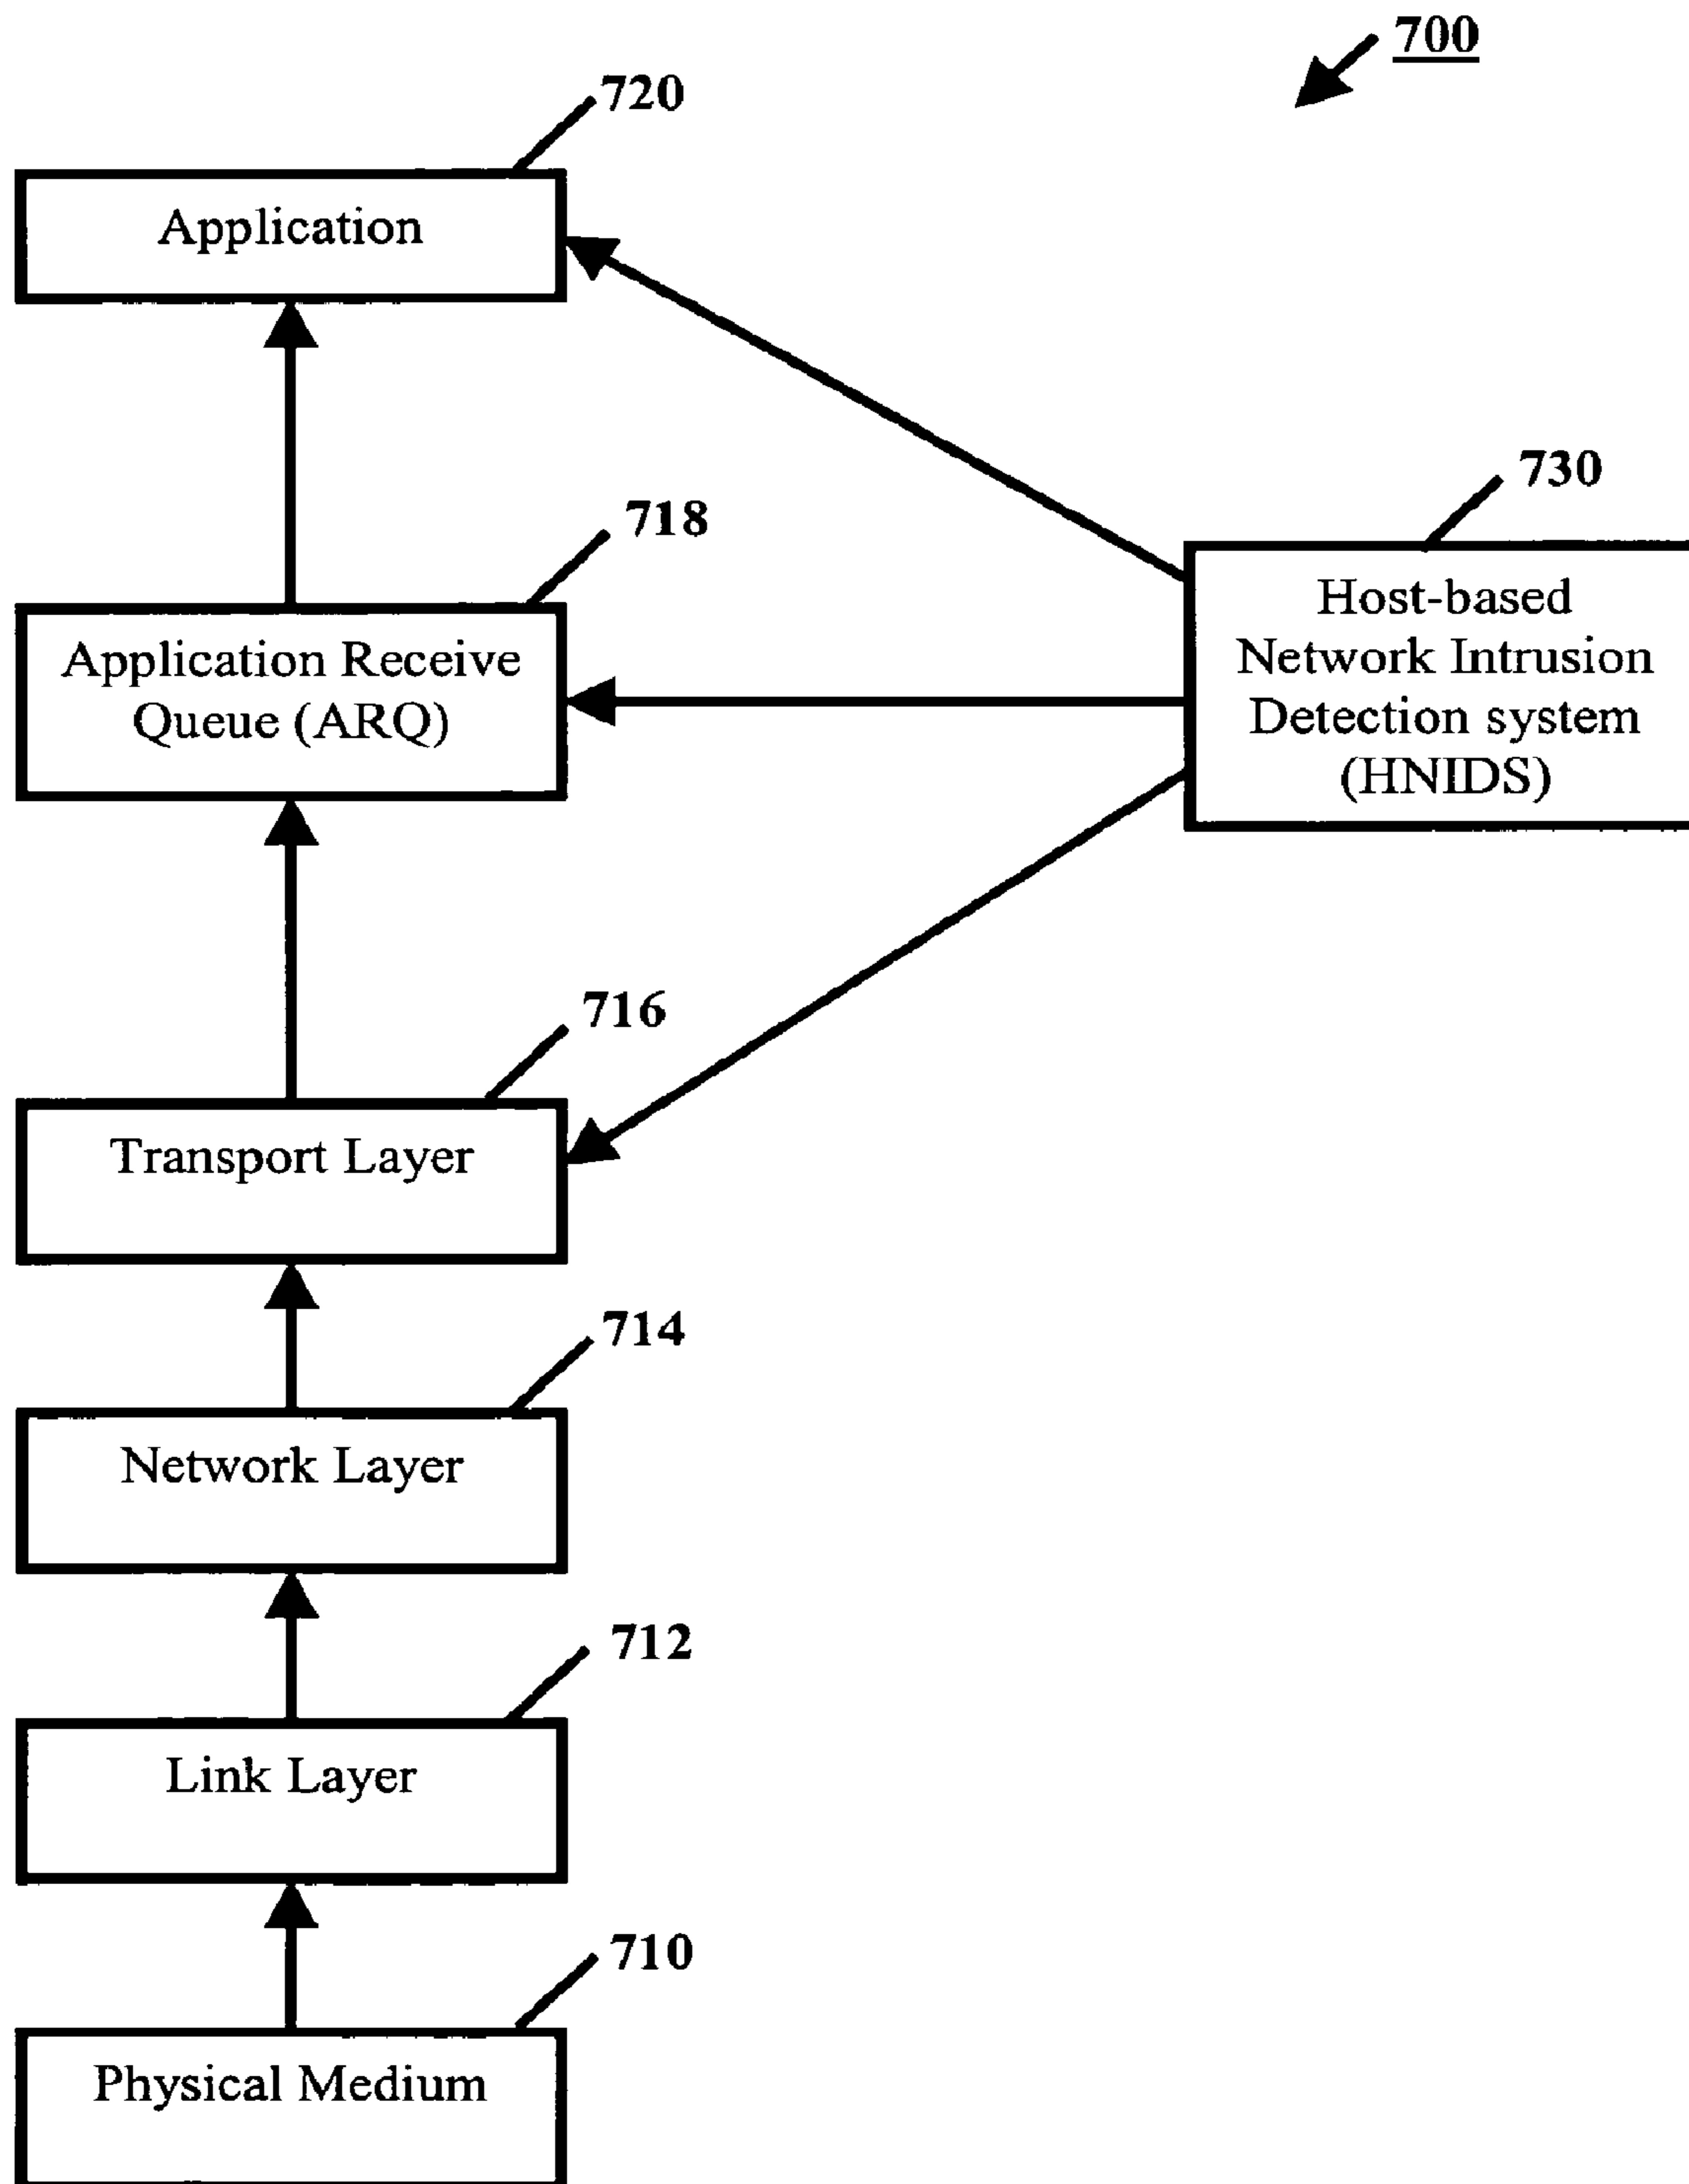 700
720
Application
730
718
Host-based
Network Intrusion
Detection system
(HNIDS)
Application Receive
Queue (ARQ)
716
Transport Layer
714
Network Layer
712
Link Layer
710
Physical Medium